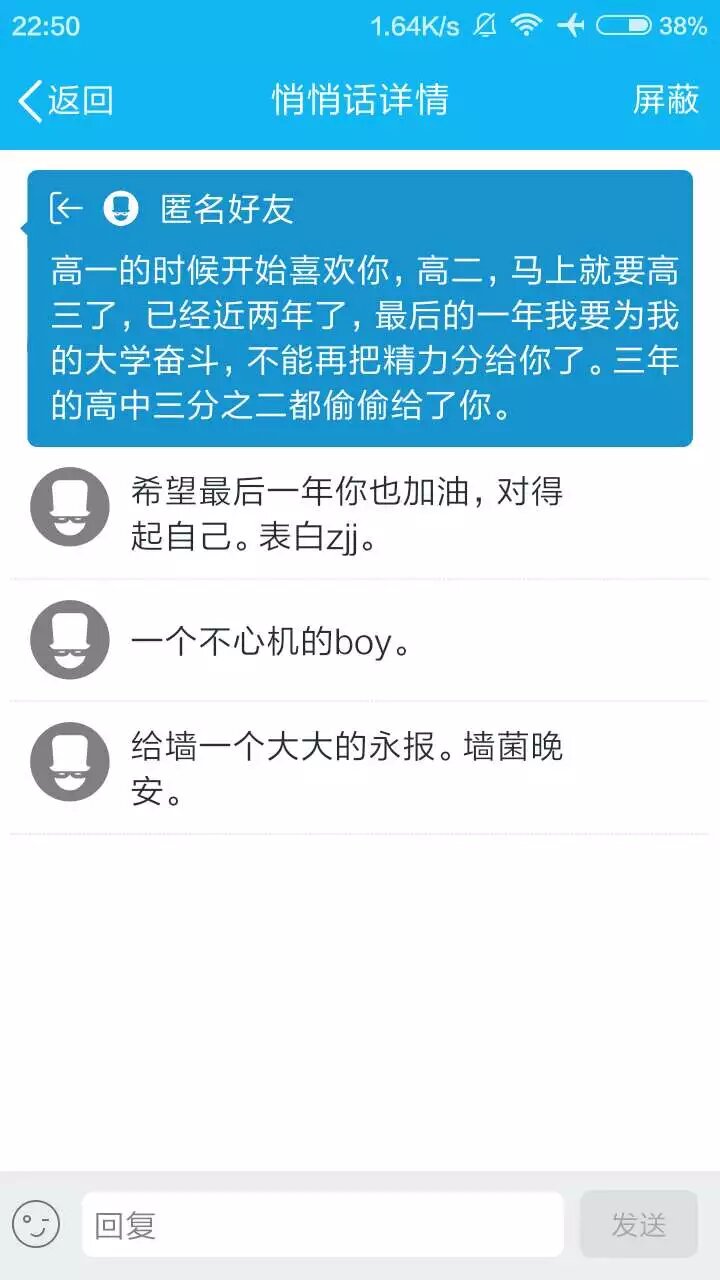 22:50 1.64K/s 38%
返回 悄悄话详情 屏蔽
匿名好友
高一的时候开始喜欢你，高二，马上就要高
三了，已经近两年了，最后的一年我要为我
的大学奋斗，不能再把精力分给你了。三年
的高中三分之二都偷偷给了你。
希望最后一年你也加油，对得
起自己。表白zjj。
一个不心机的boy。
给墙一个大大的永报。墙菌晚
安。
回复 发送